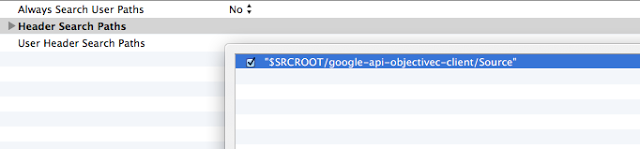 Always Search User Paths No
Header Search Paths
User Header Search Paths
"$SRCROOT/google-api-objectivec-client/Source"